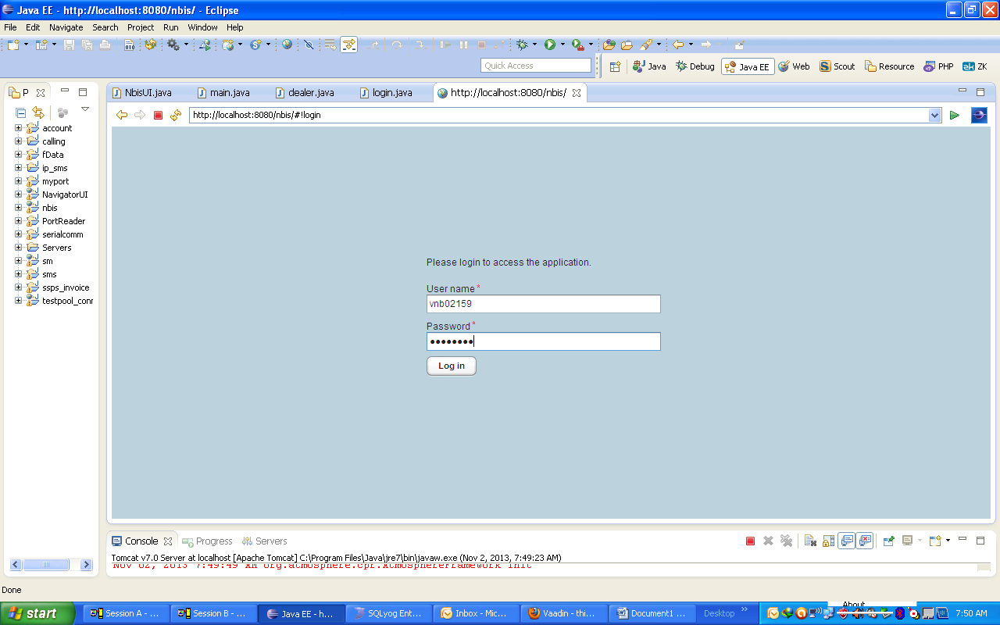 Java EE - http://localhost:8080/nbis/ - Eclipse
File Edit Navigate Search Project Run Window Help
Quick Access
Java Debug Java EE Web Scout Resource PHP ZK
P
NbisUI.java main.java dealer.java login.java http://localhost:8080/nbis/
http://localhost:8080/nbis/#!login
account
calling
fData
ip_sms
myport
NavigatorUI
nbis
PortReader
serialcomm
Servers
sm
sms
ssps_invoice
testpool_conr
Please login to access the application.
User name *
vnb02159
Password *
••••••••
Log in
Console Progress Servers
Tomcat v7.0 Server at localhost [Apache Tomcat] C:\Program Files\Java\jre7\bin\javaw.exe (Nov 2, 2013, 7:49:23 AM)
Nov 02, 2013 7:49:49 AM org.atmosphere.cpr.AtmosphereFramework init
Done
About
start Session A - ... Session B - ... Java EE - h... SQLyog Ent... Inbox - Mic... Vaadin - thi... Document1 ... Desktop » 7:50 AM